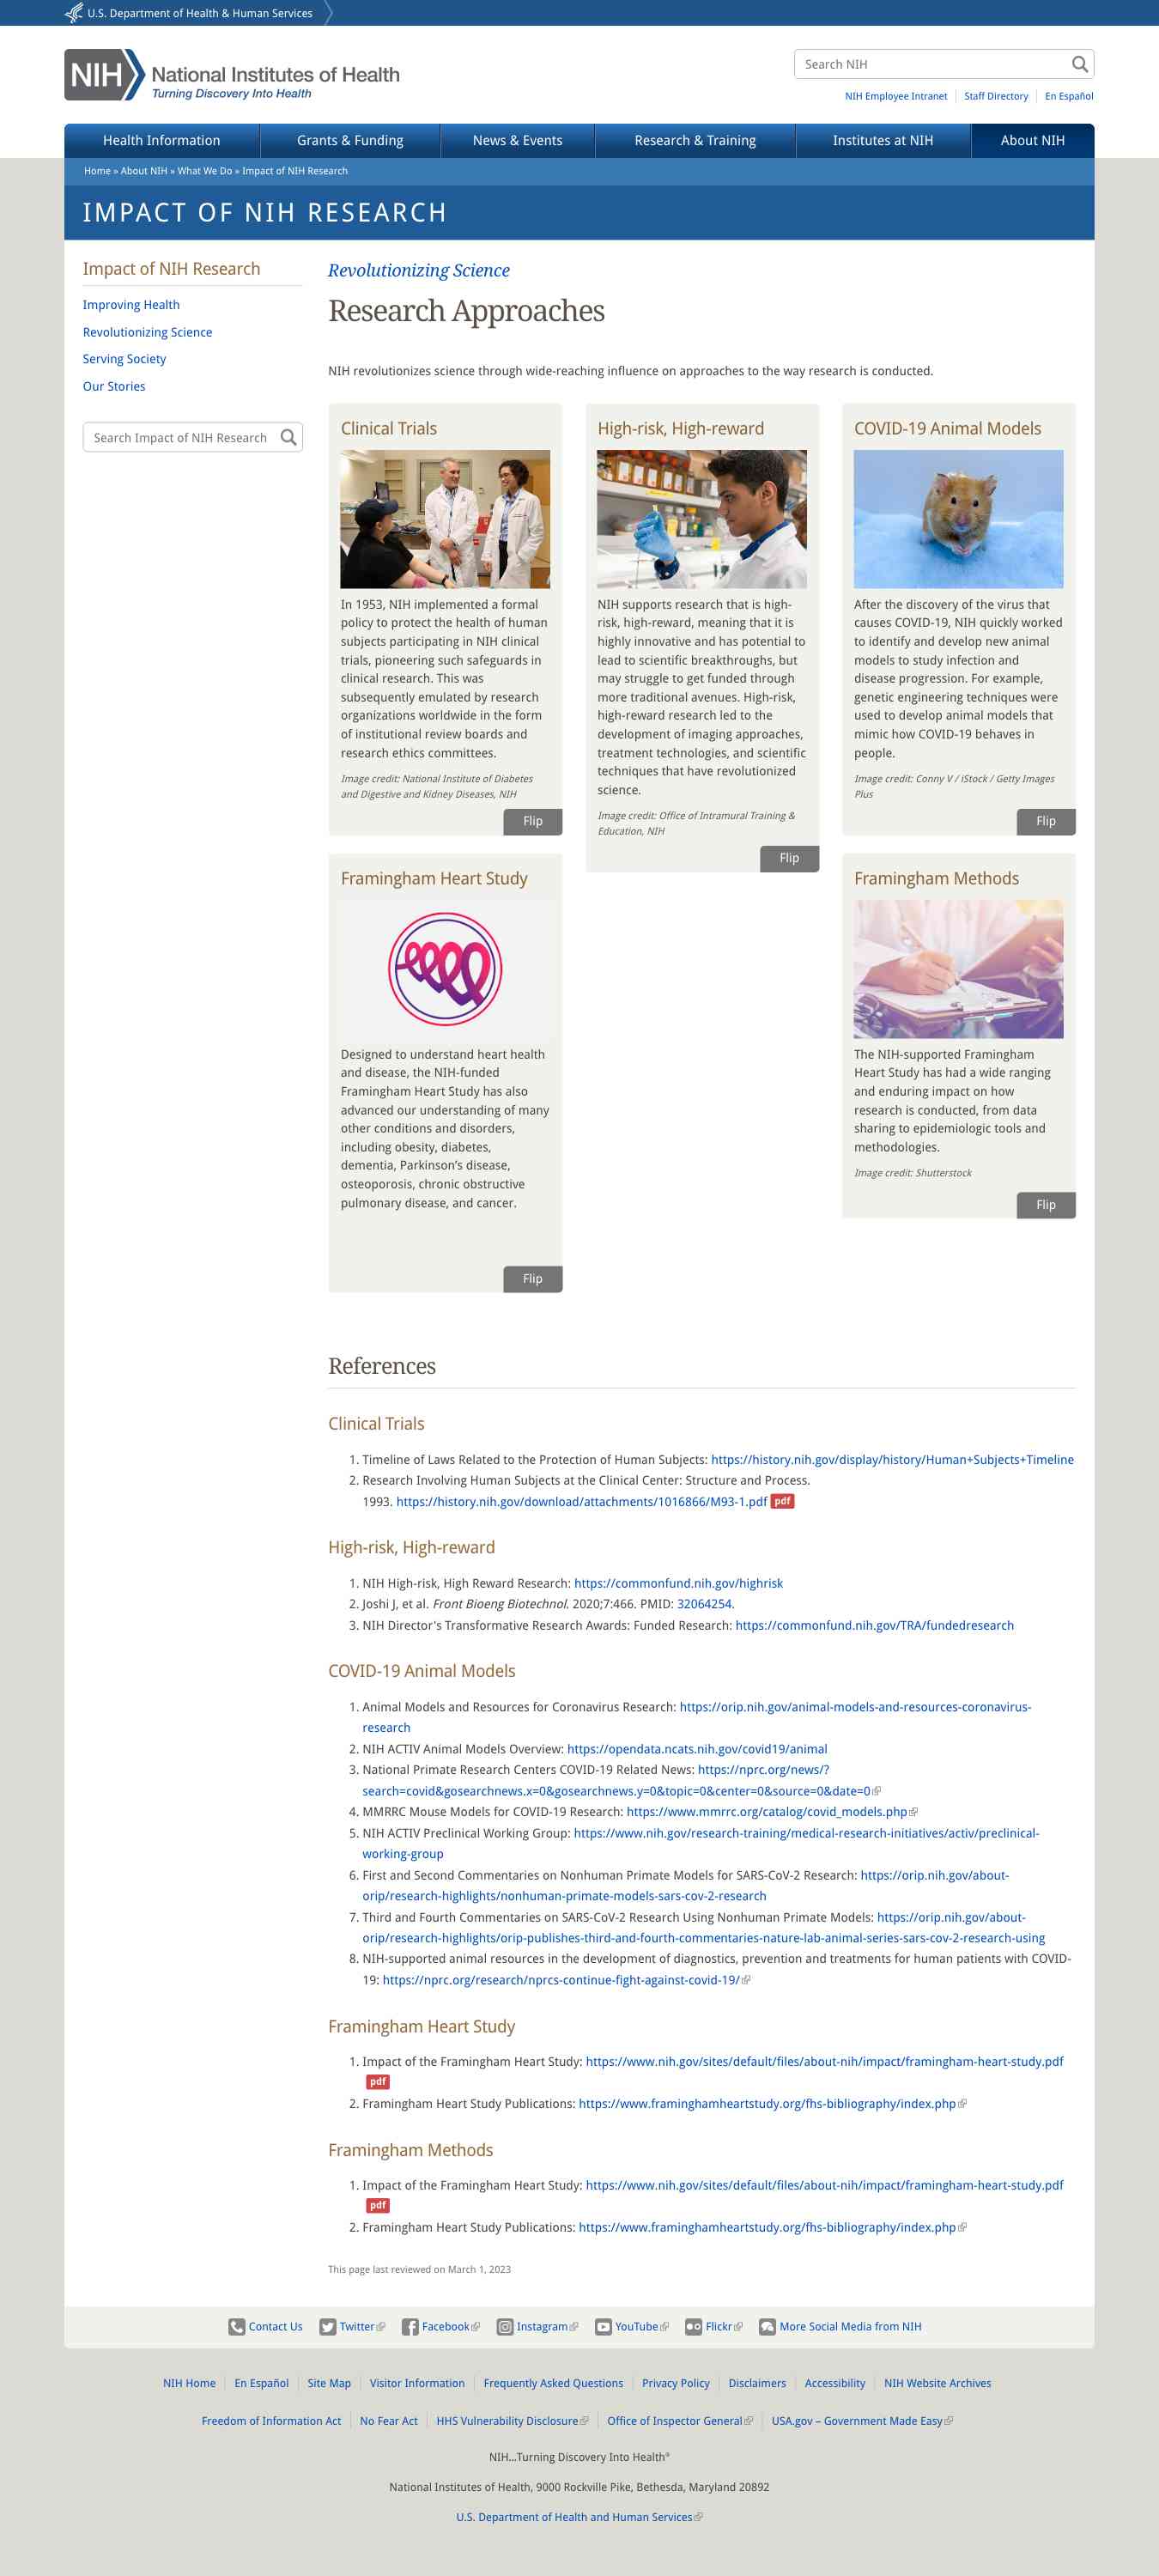 U.S. Department of Health & Human Services
NIH
National Institutes of Health
Turning Discovery Into Health
Search NIH
NIH Employee Intranet
Staff Directory
En Español
Health Information
Grants & Funding
News & Events
Research & Training
Institutes at NIH
About NIH
Home » About NIH » What We Do » Impact of NIH Research
IMPACT OF NIH RESEARCH
Impact of NIH Research
Improving Health
Revolutionizing Science
Serving Society
Our Stories
Search Impact of NIH Research
Revolutionizing Science
Research Approaches
NIH revolutionizes science through wide-reaching influence on approaches to the way research is conducted.
Clinical Trials
In 1953, NIH implemented a formal
policy to protect the health of human
subjects participating in NIH clinical
trials, pioneering such safeguards in
clinical research. This was
subsequently emulated by research
organizations worldwide in the form
of institutional review boards and
research ethics committees.
Image credit: National Institute of Diabetes
and Digestive and Kidney Diseases, NIH
Flip
High-risk, High-reward
NIH supports research that is high-
risk, high-reward, meaning that it is
highly innovative and has potential to
lead to scientific breakthroughs, but
may struggle to get funded through
more traditional avenues. High-risk,
high-reward research led to the
development of imaging approaches,
treatment technologies, and scientific
techniques that have revolutionized
science.
Image credit: Office of Intramural Training &
Education, NIH
Flip
COVID-19 Animal Models
After the discovery of the virus that
causes COVID-19, NIH quickly worked
to identify and develop new animal
models to study infection and
disease progression. For example,
genetic engineering techniques were
used to develop animal models that
mimic how COVID-19 behaves in
people.
Image credit: Conny V / iStock / Getty Images
Plus
Flip
Framingham Heart Study
Designed to understand heart health
and disease, the NIH-funded
Framingham Heart Study has also
advanced our understanding of many
other conditions and disorders,
including obesity, diabetes,
dementia, Parkinson’s disease,
osteoporosis, chronic obstructive
pulmonary disease, and cancer.
Flip
Framingham Methods
The NIH-supported Framingham
Heart Study has had a wide ranging
and enduring impact on how
research is conducted, from data
sharing to epidemiologic tools and
methodologies.
Image credit: Shutterstock
Flip
References
Clinical Trials
1. Timeline of Laws Related to the Protection of Human Subjects: https://history.nih.gov/display/history/Human+Subjects+Timeline
2. Research Involving Human Subjects at the Clinical Center: Structure and Process.
1993. https://history.nih.gov/download/attachments/1016866/M93-1.pdf pdf
High-risk, High-reward
1. NIH High-risk, High Reward Research: https://commonfund.nih.gov/highrisk
2. Joshi J, et al. Front Bioeng Biotechnol. 2020;7:466. PMID: 32064254.
3. NIH Director's Transformative Research Awards: Funded Research: https://commonfund.nih.gov/TRA/fundedresearch
COVID-19 Animal Models
1. Animal Models and Resources for Coronavirus Research: https://orip.nih.gov/animal-models-and-resources-coronavirus-
research
2. NIH ACTIV Animal Models Overview: https://opendata.ncats.nih.gov/covid19/animal
3. National Primate Research Centers COVID-19 Related News: https://nprc.org/news/?
search=covid&gosearchnews.x=0&gosearchnews.y=0&topic=0&center=0&source=0&date=0
4. MMRRC Mouse Models for COVID-19 Research: https://www.mmrrc.org/catalog/covid_models.php
5. NIH ACTIV Preclinical Working Group: https://www.nih.gov/research-training/medical-research-initiatives/activ/preclinical-
working-group
6. First and Second Commentaries on Nonhuman Primate Models for SARS-CoV-2 Research: https://orip.nih.gov/about-
orip/research-highlights/nonhuman-primate-models-sars-cov-2-research
7. Third and Fourth Commentaries on SARS-CoV-2 Research Using Nonhuman Primate Models: https://orip.nih.gov/about-
orip/research-highlights/orip-publishes-third-and-fourth-commentaries-nature-lab-animal-series-sars-cov-2-research-using
8. NIH-supported animal resources in the development of diagnostics, prevention and treatments for human patients with COVID-
19: https://nprc.org/research/nprcs-continue-fight-against-covid-19/
Framingham Heart Study
1. Impact of the Framingham Heart Study: https://www.nih.gov/sites/default/files/about-nih/impact/framingham-heart-study.pdf
pdf
2. Framingham Heart Study Publications: https://www.framinghamheartstudy.org/fhs-bibliography/index.php
Framingham Methods
1. Impact of the Framingham Heart Study: https://www.nih.gov/sites/default/files/about-nih/impact/framingham-heart-study.pdf
pdf
2. Framingham Heart Study Publications: https://www.framinghamheartstudy.org/fhs-bibliography/index.php
This page last reviewed on March 1, 2023
Contact Us
Twitter
Facebook
Instagram
YouTube
Flickr
More Social Media from NIH
NIH Home
En Español
Site Map
Visitor Information
Frequently Asked Questions
Privacy Policy
Disclaimers
Accessibility
NIH Website Archives
Freedom of Information Act
No Fear Act
HHS Vulnerability Disclosure
Office of Inspector General
USA.gov – Government Made Easy
NIH...Turning Discovery Into Health®
National Institutes of Health, 9000 Rockville Pike, Bethesda, Maryland 20892
U.S. Department of Health and Human Services